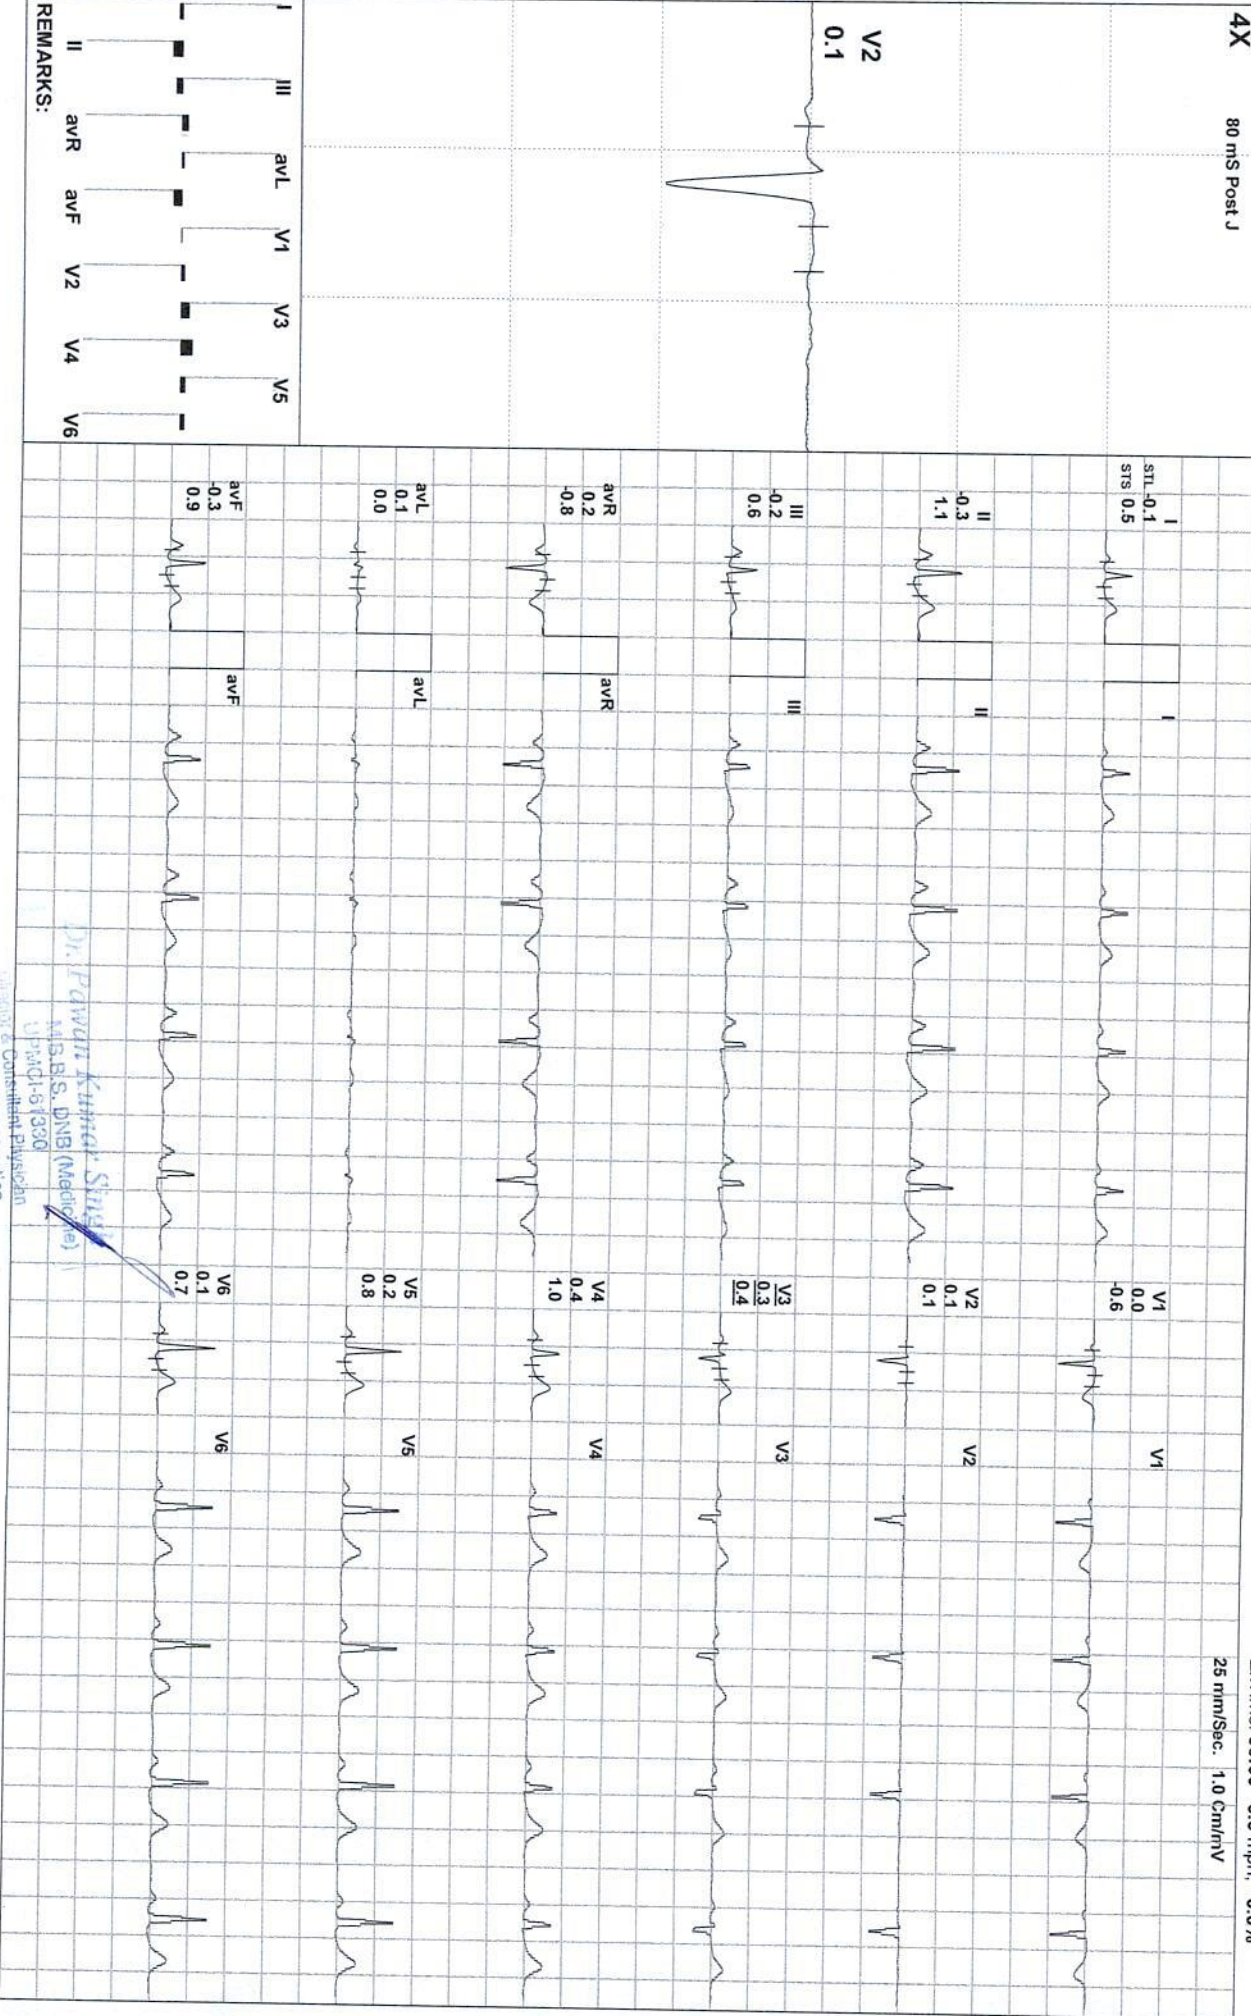 4X
80 mS Post J
25 mm/Sec. 1.0 Cm/mV
V2
0.1
I
STL -0.1
STS 0.5
I
V1
0.0
-0.6
V1
II
-0.3
1.1
II
V2
0.1
0.1
V2
III
-0.2
0.6
III
V3
0.3
0.4
V3
avR
0.2
-0.8
avR
V4
0.4
1.0
V4
avL
0.1
0.0
avL
V5
0.2
0.8
V5
avF
-0.3
0.9
avF
V6
0.1
0.7
V6
I III avL V1 V3 V5
II avR avF V2 V4 V6
REMARKS:
Dr. Pawan Kumar Singh
M.B.B.S. DNB (Medicine)
UPMCI-61330
& Consultant Physician